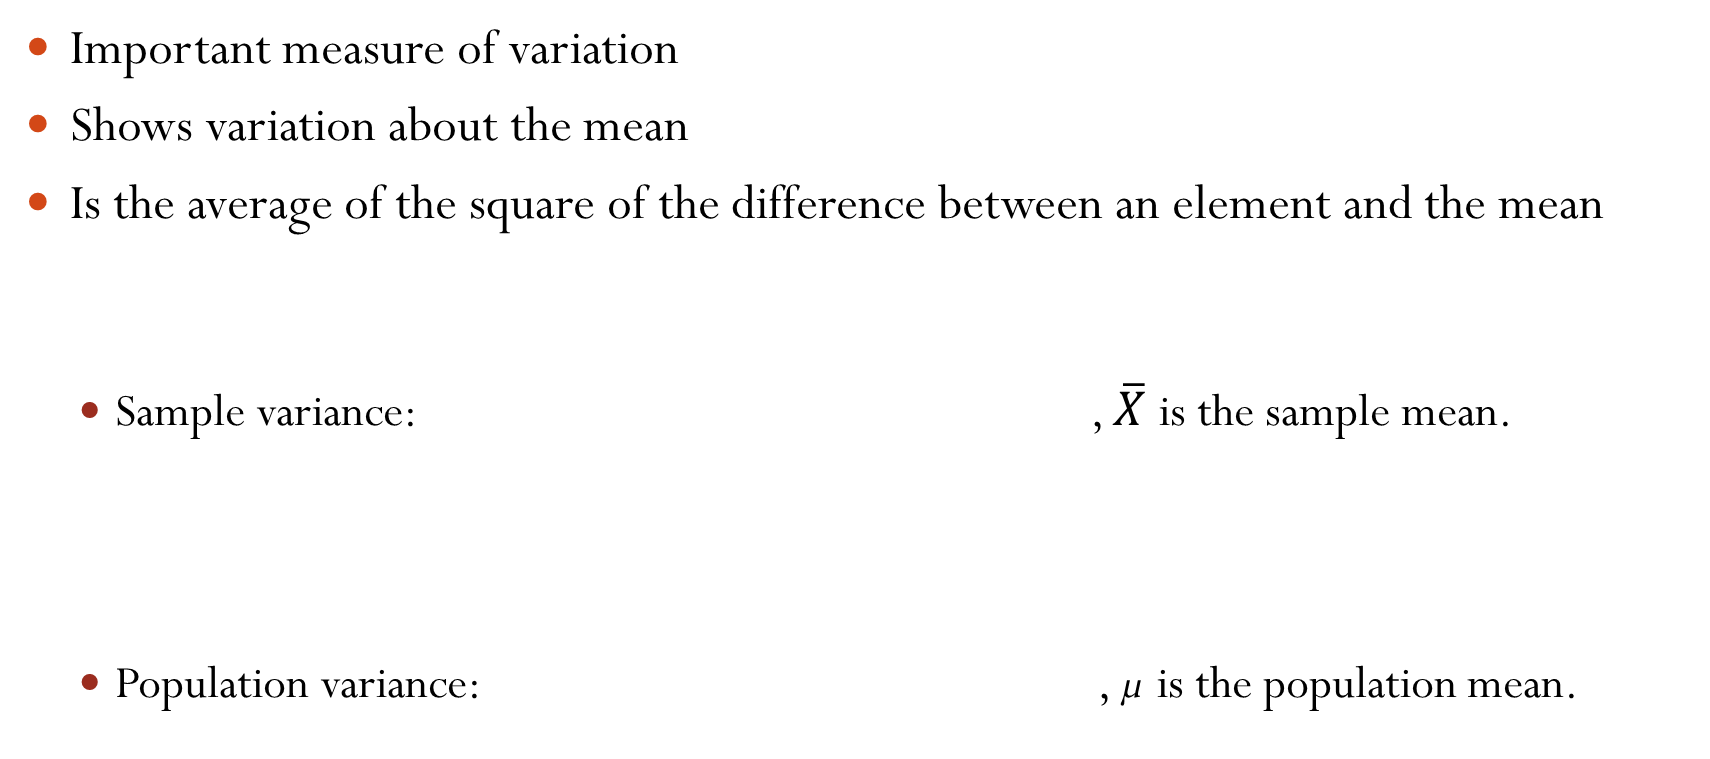 • Important measure of variation
• Shows variation about the mean
• Is the average of the square of the difference between an element and the mean
• Sample variance: , X̅ is the sample mean.
• Population variance: , μ is the population mean.